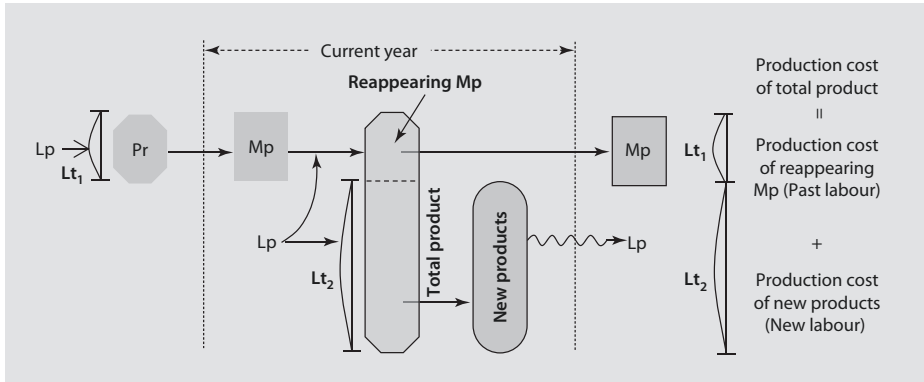 Current year
Reappearing Mp
Lp
Lt1
Pr
Mp
Lp
Lt2
Total product
New products
Mp
Lp
Lt1
Lt2
Production cost
of total product
=
Production cost
of reappearing
Mp (Past labour)
+
Production cost
of new products
(New labour)